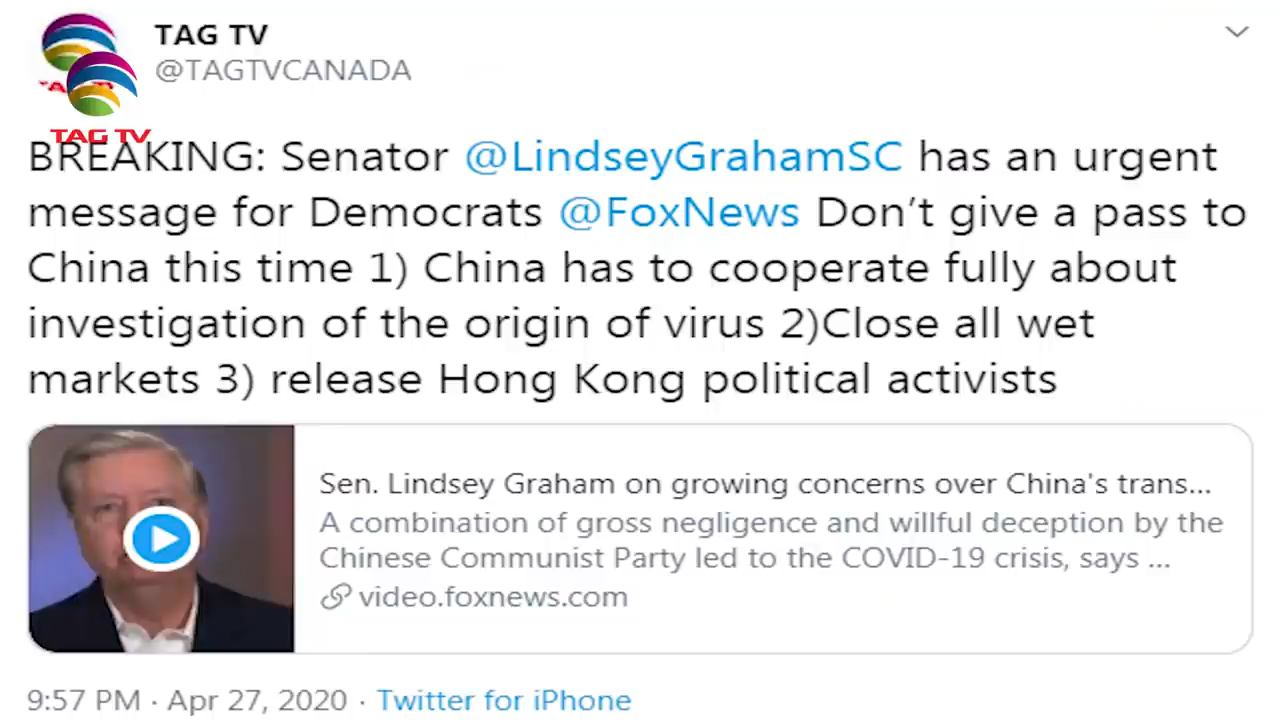 TAG TV
@TAGTVCANADA
TAG TV
BREAKING: Senator @LindseyGrahamSC has an urgent
message for Democrats @FoxNews Don’t give a pass to
China this time 1) China has to cooperate fully about
investigation of the origin of virus 2)Close all wet
markets 3) release Hong Kong political activists
Sen. Lindsey Graham on growing concerns over China's trans...
A combination of gross negligence and willful deception by the
Chinese Communist Party led to the COVID-19 crisis, says ...
video.foxnews.com
9:57 PM · Apr 27, 2020 · Twitter for iPhone